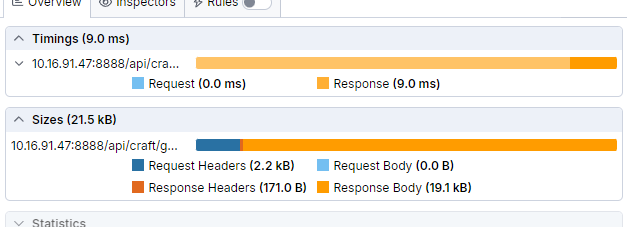 Overview Inspectors Rules
Timings (9.0 ms)
10.16.91.47:8888/api/cra...
Request (0.0 ms) Response (9.0 ms)
Sizes (21.5 kB)
10.16.91.47:8888/api/craft/g...
Request Headers (2.2 kB) Request Body (0.0 B)
Response Headers (171.0 B) Response Body (19.1 kB)
Statistics